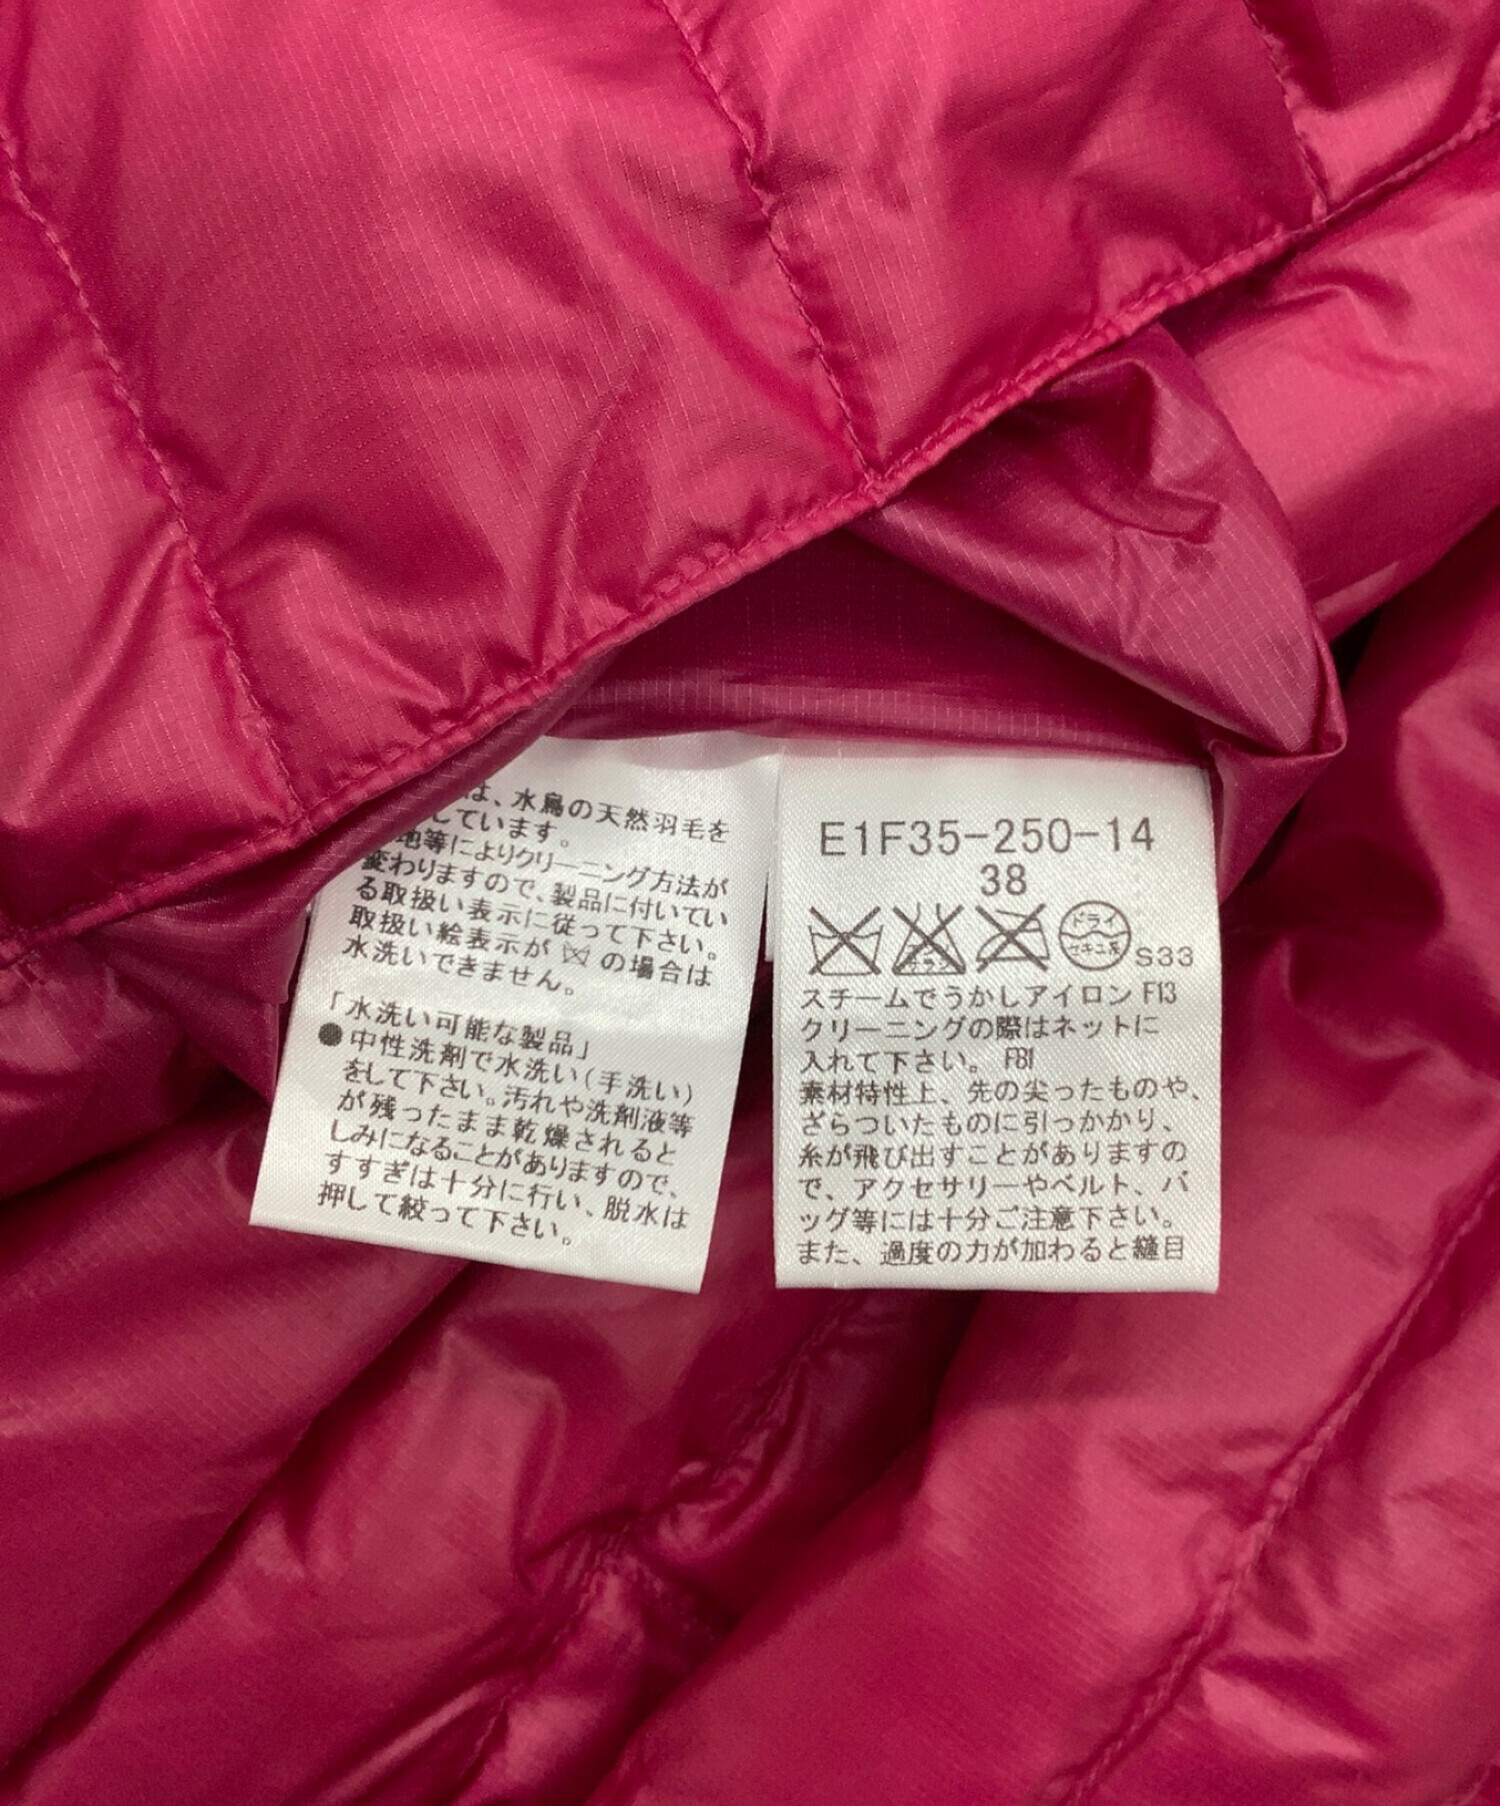 は、水鳥の天然羽毛を
しています。
地等によりクリーニング方法が
変わりますので、製品に付いてい
る取扱い表示に従って下さい。
取扱い絵表示が の場合は
水洗いできません。
「水洗い可能な製品」
●中性洗剤で水洗い(手洗い)
をして下さい。汚れや洗剤液等
が残ったまま乾燥されると
しみになることがありますので、
すすぎは十分に行い、脱水は
押して絞って下さい。
E1F35-250-14
38
エンソ
サラシ
ドライ
セキユ系
S33
スチームでうかしアイロン F13
クリーニングの際はネットに
入れて下さい。 F81
素材特性上、先の尖ったものや、
ざらついたものに引っかかり、
糸が飛び出すことがありますの
で、アクセサリーやベルト、バ
ッグ等には十分ご注意下さい。
また、過度の力が加わると縫目